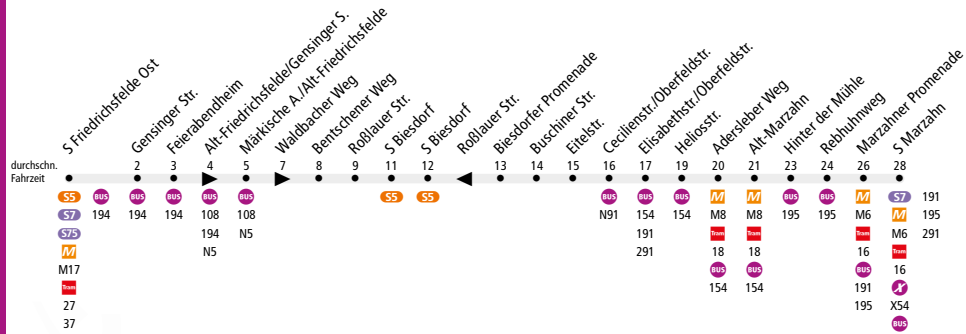 S Friedrichsfelde Ost
Gensinger Str.
Feierabendheim
Alt-Friedrichsfelde/Gensinger S.
Märkische A./Alt-Friedrichsfelde
Waldbacher Weg
Bentschener Weg
Roßlauer Str.
S Biesdorf
S Biesdorf
Roßlauer Str.
Biesdorfer Promenade
Buschiner Str.
Eitelstr.
Cecilienstr./Oberfeldstr.
Elisabethstr./Oberfeldstr.
Heliosstr.
Adersleber Weg
Alt-Marzahn
Hinter der Mühle
Rebhuhnweg
Marzahner Promenade
S Marzahn
durchschn. 2 3 4 5 7 8 9 11 12 13 14 15 16 17 19 20 21 23 24 26 28
Fahrzeit
S5 BUS BUS BUS BUS BUS S5 S5 BUS BUS BUS M M BUS BUS M S7 191
S7 194 194 194 108 108 N91 154 154 M8 M8 195 195 M6 M 195
S75 194 N5 191 Tram Tram Tram M6 291
M N5 291 18 18 16 Tram
M17 BUS BUS BUS 16
Tram 154 154 191 X
27 195 X54
37 BUS